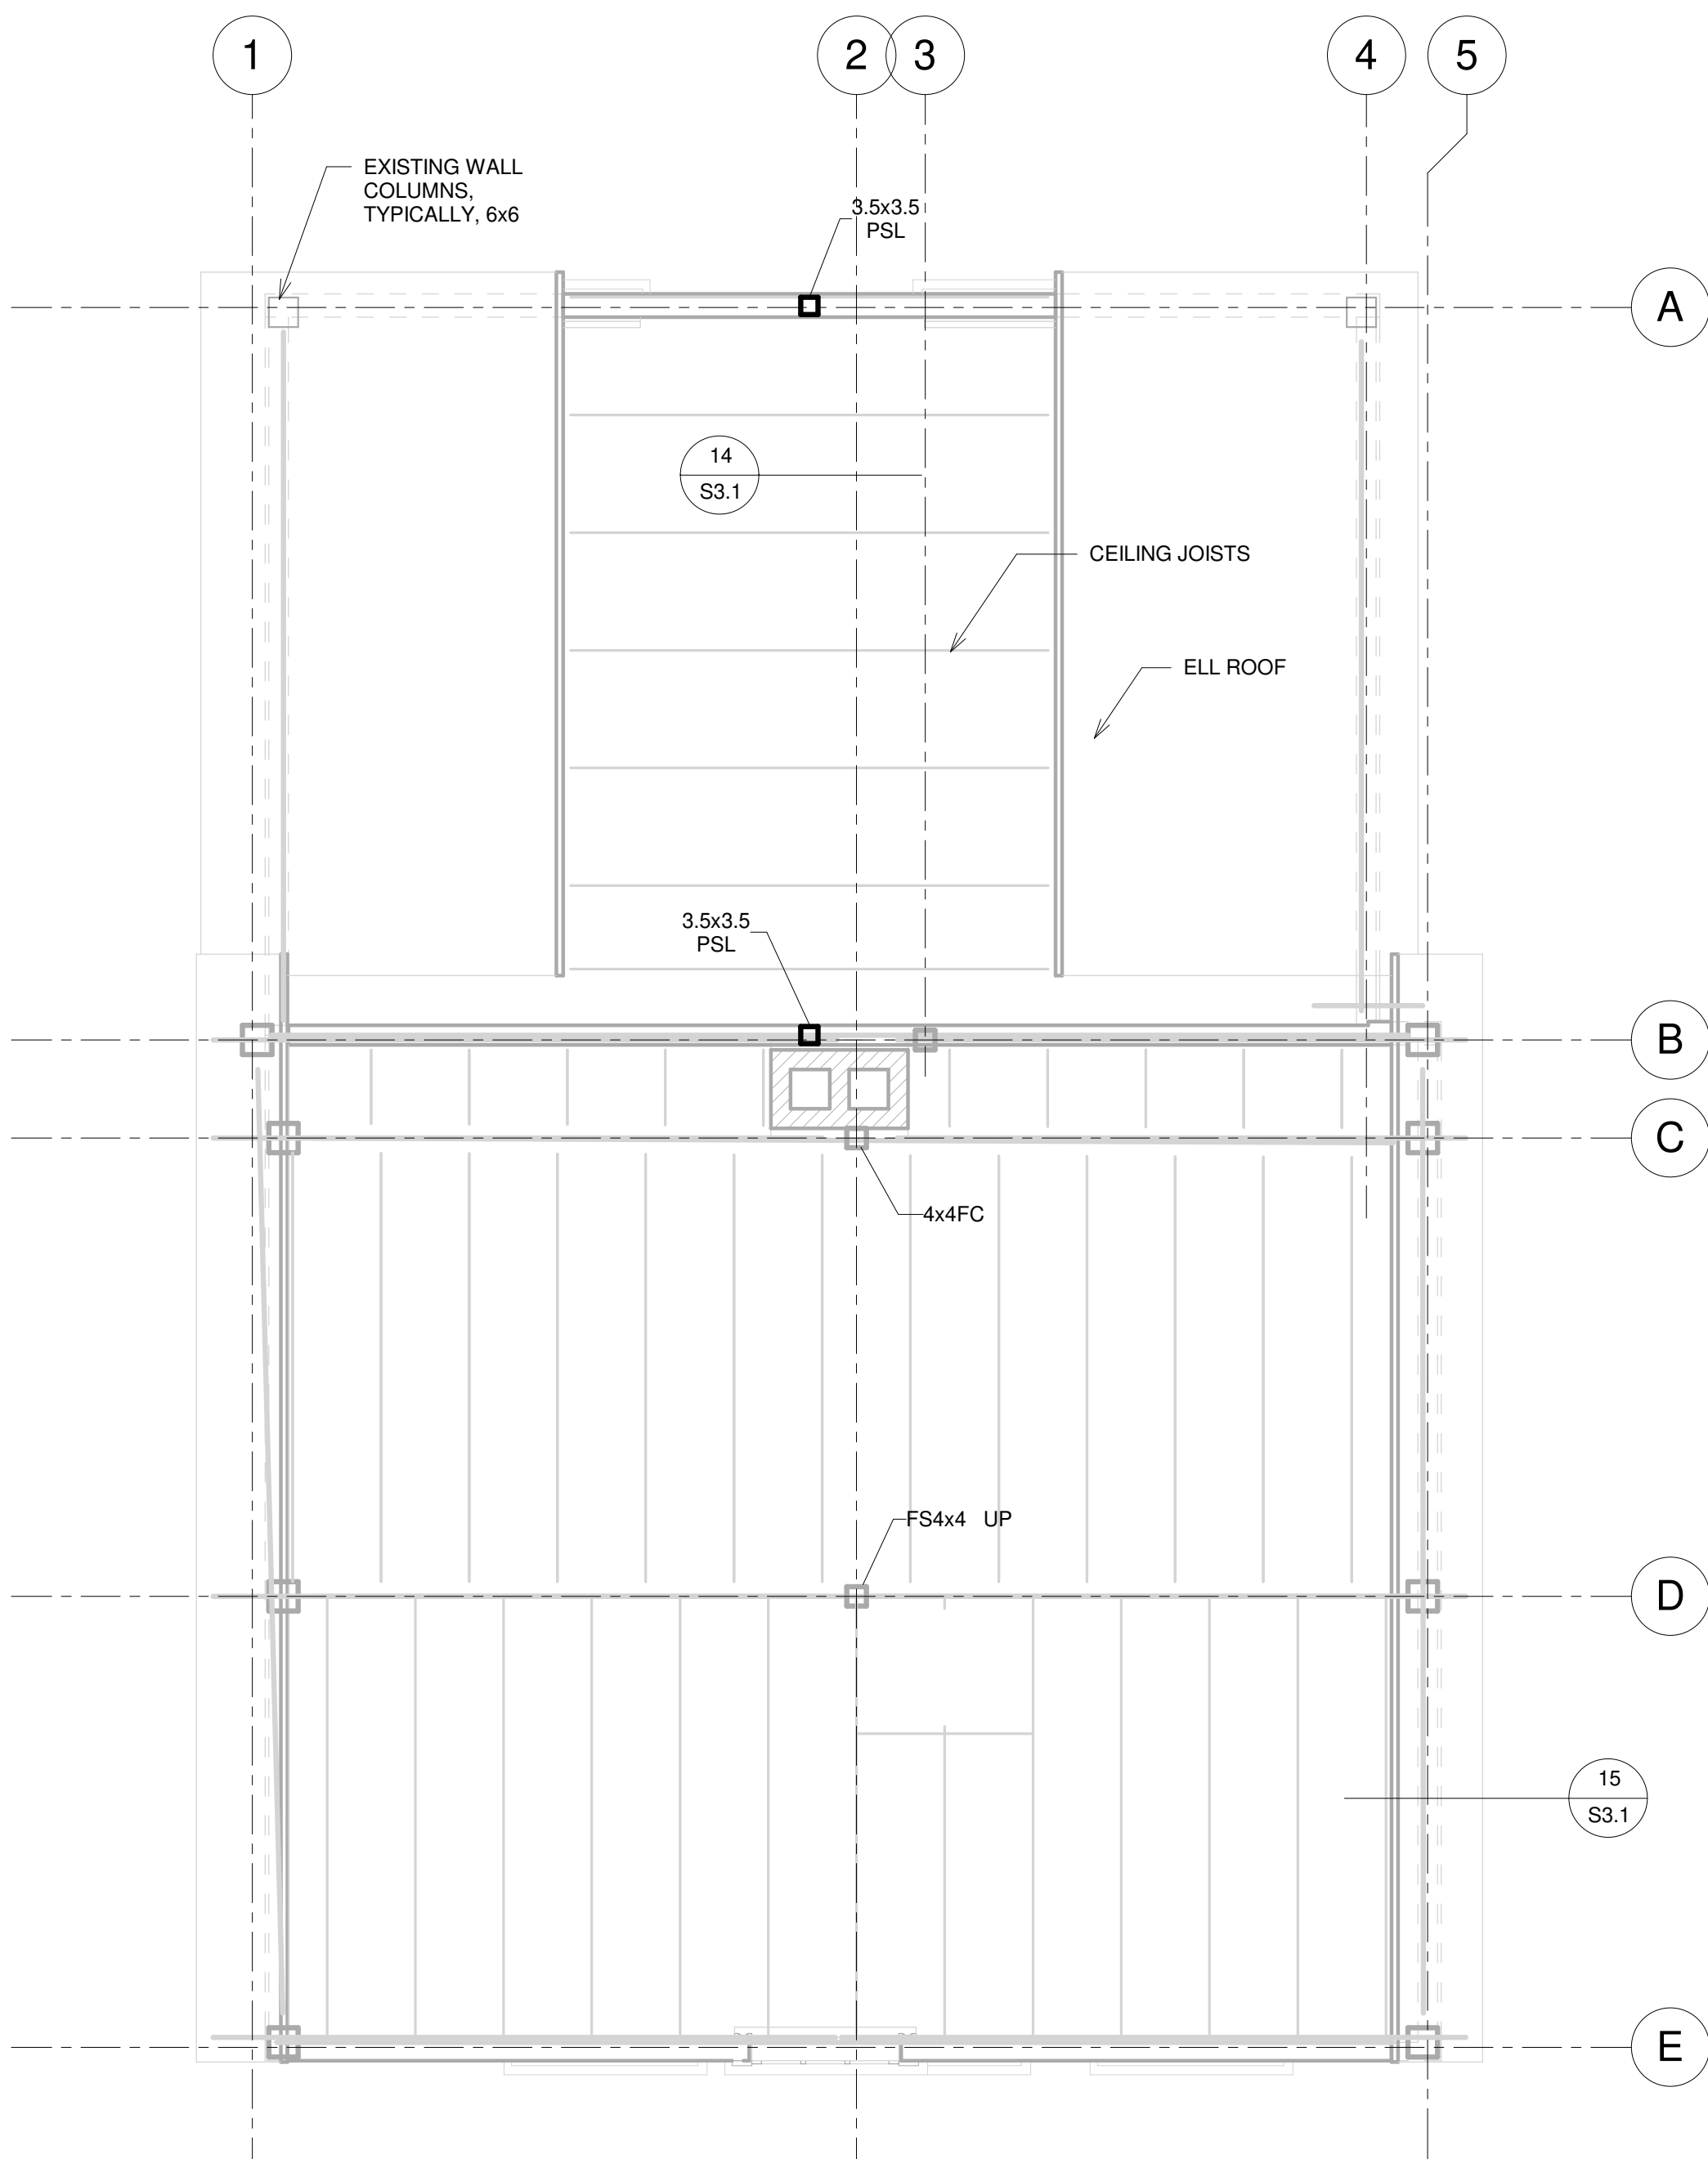 1
2
3
4
5
EXISTING WALL
COLUMNS,
TYPICALLY, 6x6
3.5x3.5
PSL
A
14
S3.1
CEILING JOISTS
ELL ROOF
3.5x3.5
PSL
B
C
4x4FC
FS4x4 UP
D
15
S3.1
E